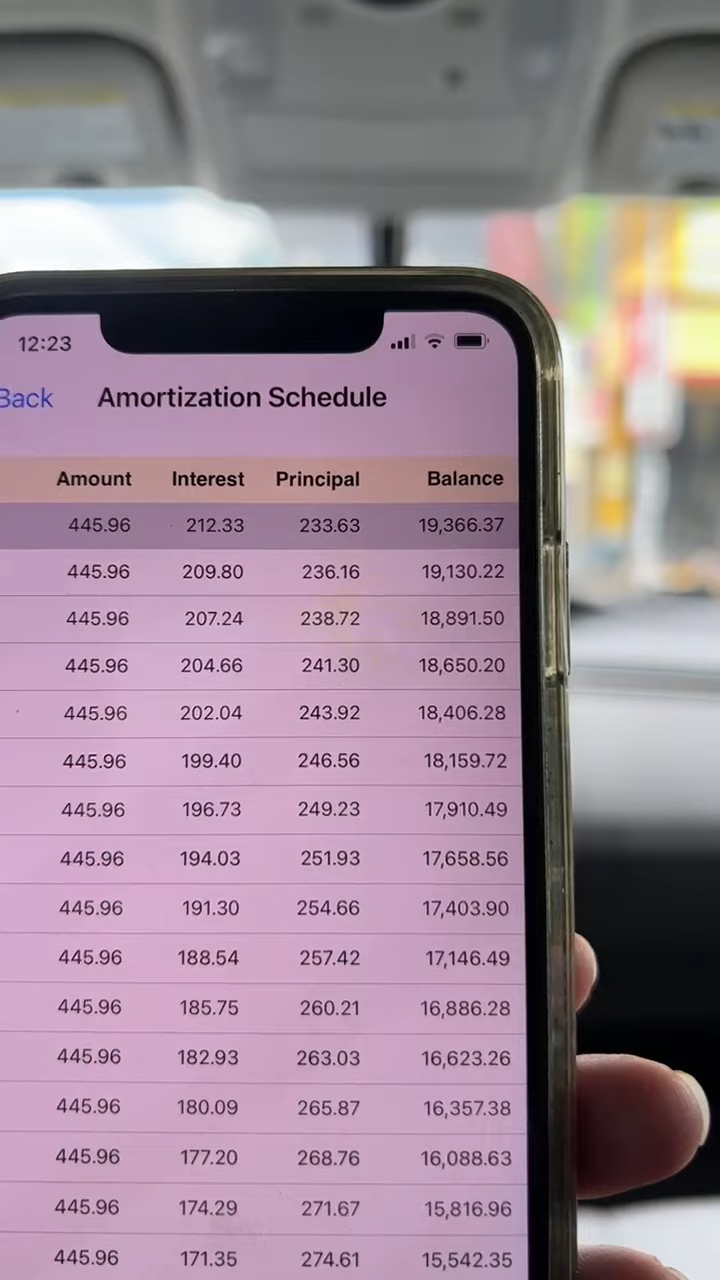 12:23
Back Amortization Schedule
Amount Interest Principal Balance
445.96 212.33 233.63 19,366.37
445.96 209.80 236.16 19,130.22
445.96 207.24 238.72 18,891.50
445.96 204.66 241.30 18,650.20
445.96 202.04 243.92 18,406.28
445.96 199.40 246.56 18,159.72
445.96 196.73 249.23 17,910.49
445.96 194.03 251.93 17,658.56
445.96 191.30 254.66 17,403.90
445.96 188.54 257.42 17,146.49
445.96 185.75 260.21 16,886.28
445.96 182.93 263.03 16,623.26
445.96 180.09 265.87 16,357.38
445.96 177.20 268.76 16,088.63
445.96 174.29 271.67 15,816.96
445.96 171.35 274.61 15,542.35